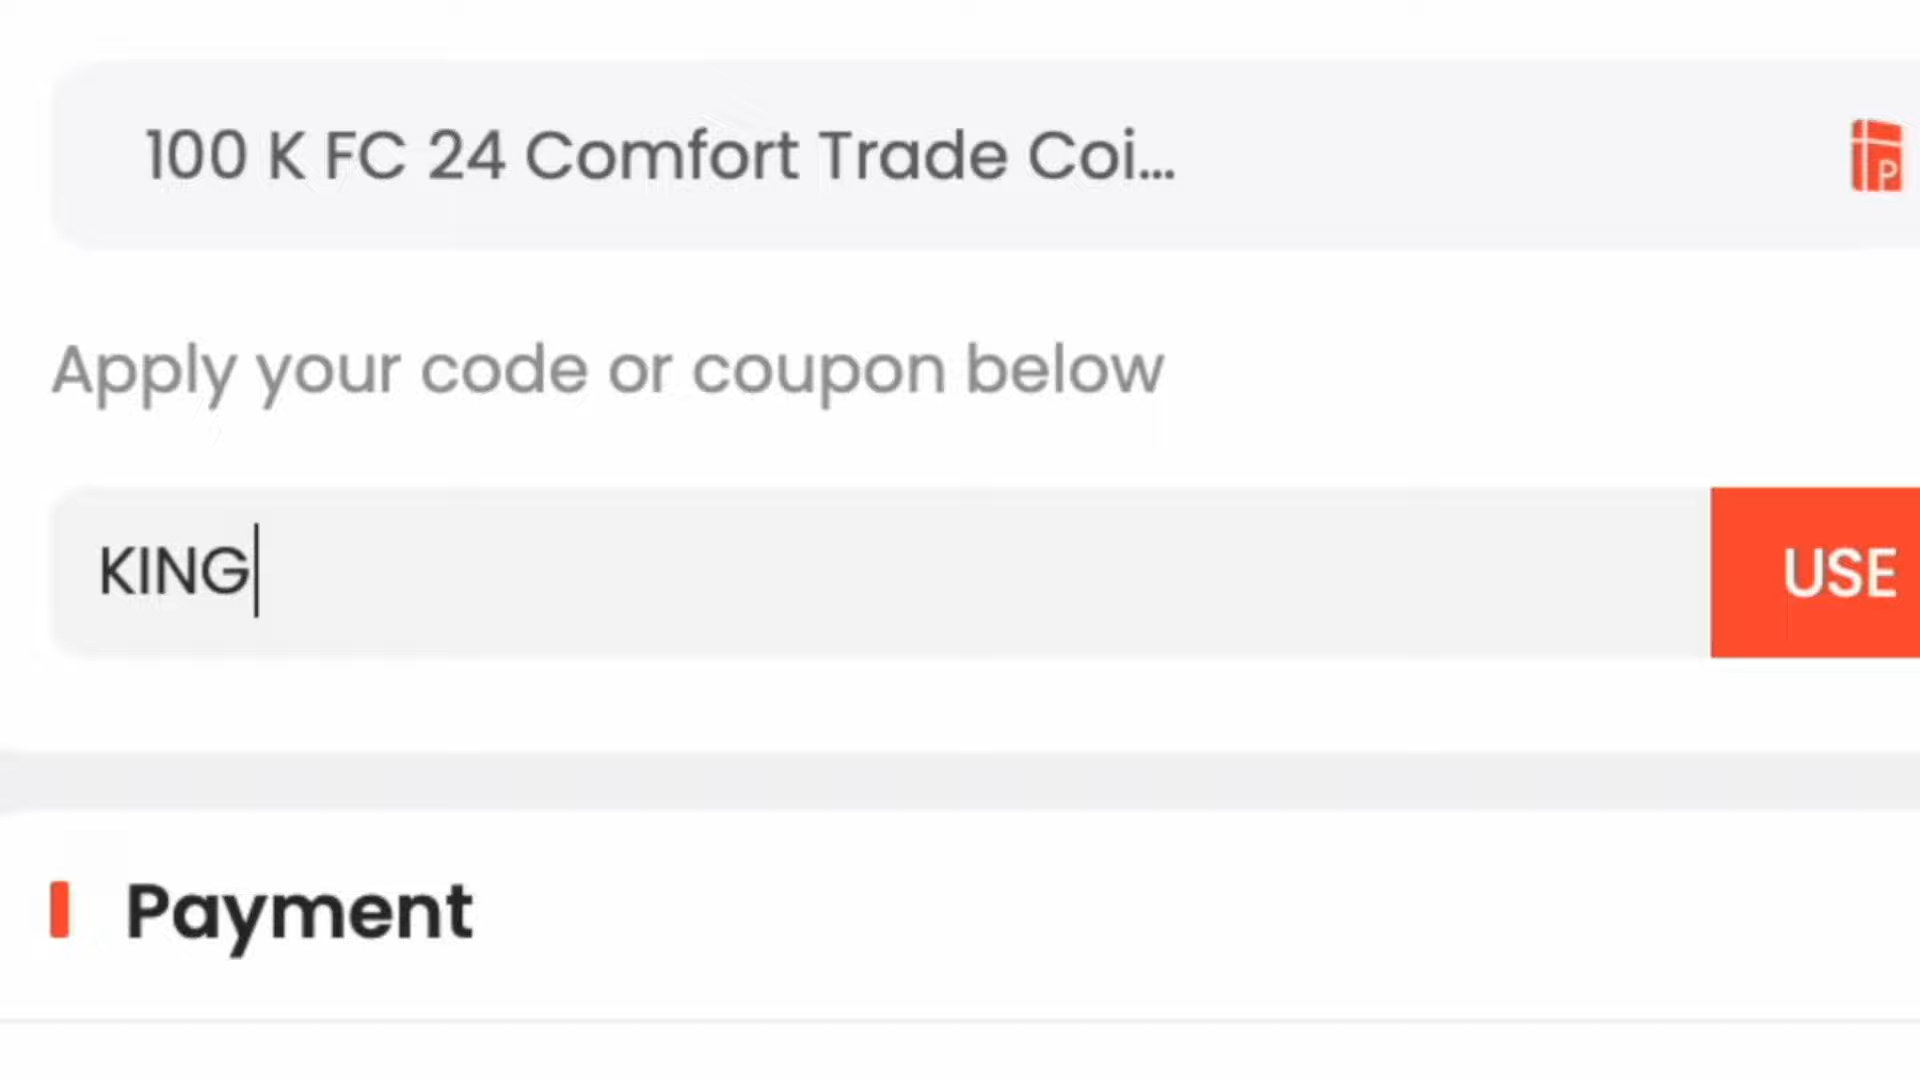 100 K FC 24 Comfort Trade Coi...
P
Apply your code or coupon below
KING
USE
Payment